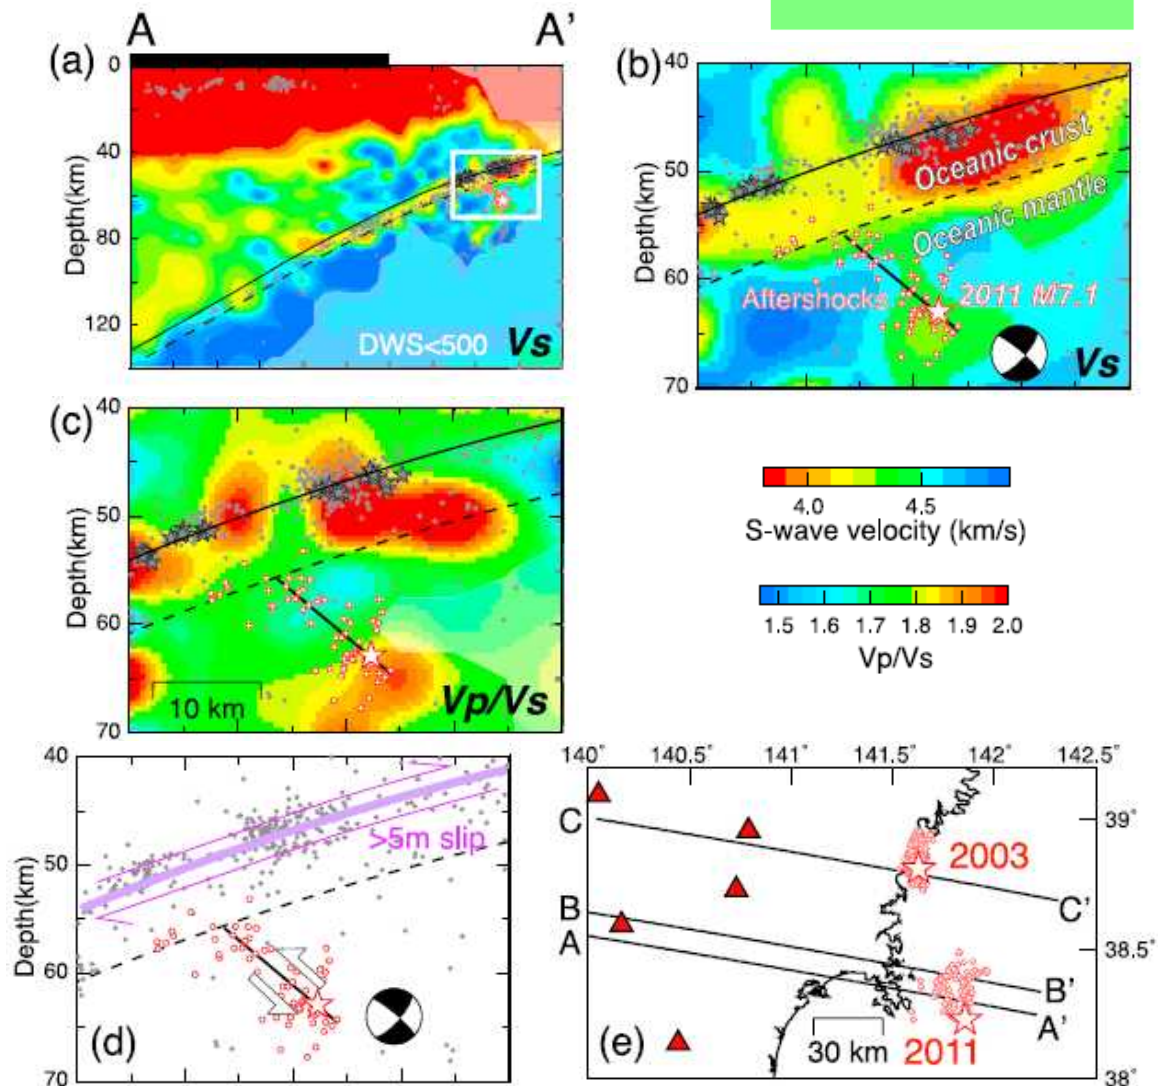 A A'
(a)
0
40
80
120
Depth(km)
DWS<500 Vs
(b)
40
50
60
70
Depth(km)
Oceanic crust
Oceanic mantle
Aftershocks 2011 M7.1
Vs
(c)
40
50
60
70
Depth(km)
10 km
Vp/Vs
4.0 4.5
S-wave velocity (km/s)
1.5 1.6 1.7 1.8 1.9 2.0
Vp/Vs
(d)
40
50
60
70
Depth(km)
>5m slip
(e)
140° 140.5° 141° 141.5° 142° 142.5°
39°
38.5°
38°
C C'
B B'
A A'
2003
2011
30 km